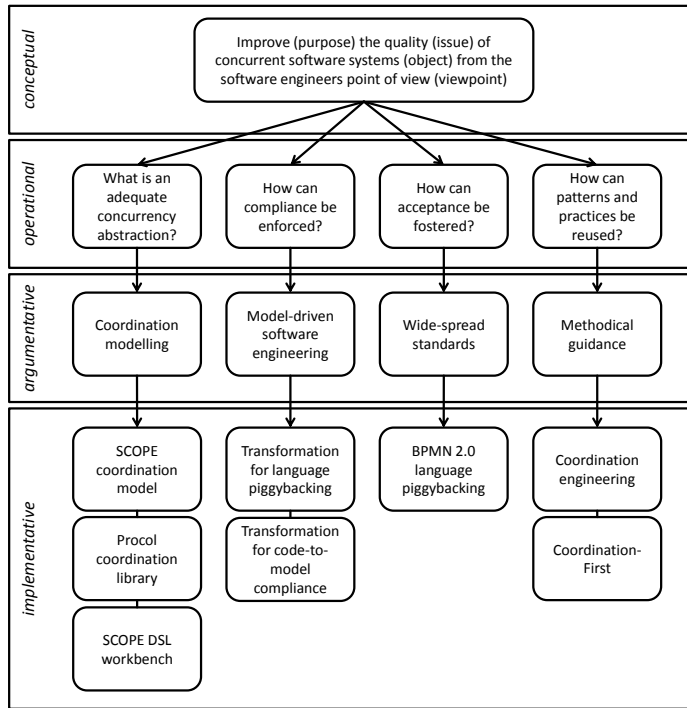 conceptual
Improve (purpose) the quality (issue) of
concurrent software systems (object) from the
software engineers point of view (viewpoint)
operational
What is an
adequate
concurrency
abstraction?
How can
compliance be
enforced?
How can
acceptance be
fostered?
How can
patterns and
practices be
reused?
argumentative
Coordination
modelling
Model-driven
software
engineering
Wide-spread
standards
Methodical
guidance
implementative
SCOPE
coordination
model
Transformation
for language
piggybacking
BPMN 2.0
language
piggybacking
Coordination
engineering
Procol
coordination
library
Transformation
for code-to-
model
compliance
Coordination-
First
SCOPE DSL
workbench